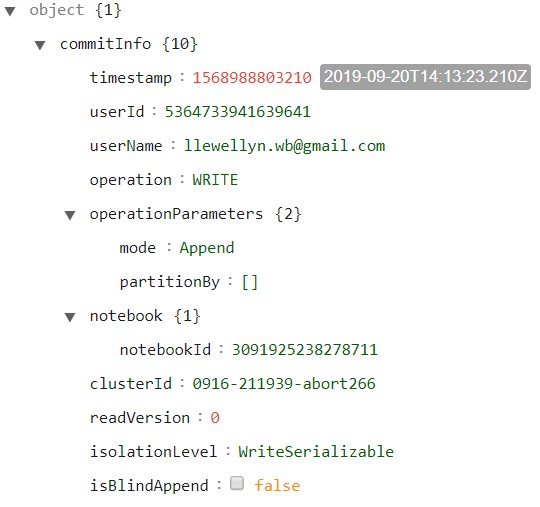 object {1}
commitInfo {10}
timestamp : 1568988803210 2019-09-20T14:13:23.210Z
userId : 5364733941639641
userName : llewellyn.wb@gmail.com
operation : WRITE
operationParameters {2}
mode : Append
partitionBy : []
notebook {1}
notebookId : 3091925238278711
clusterId : 0916-211939-abort266
readVersion : 0
isolationLevel : WriteSerializable
isBlindAppend : false